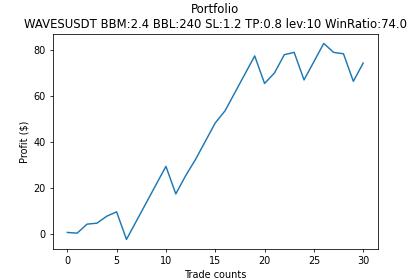 Portfolio
WAVESUSDT BBM:2.4 BBL:240 SL:1.2 TP:0.8 lev:10 WinRatio:74.0
80
60
40
20
0
Profit ($)
0 5 10 15 20 25 30
Trade counts